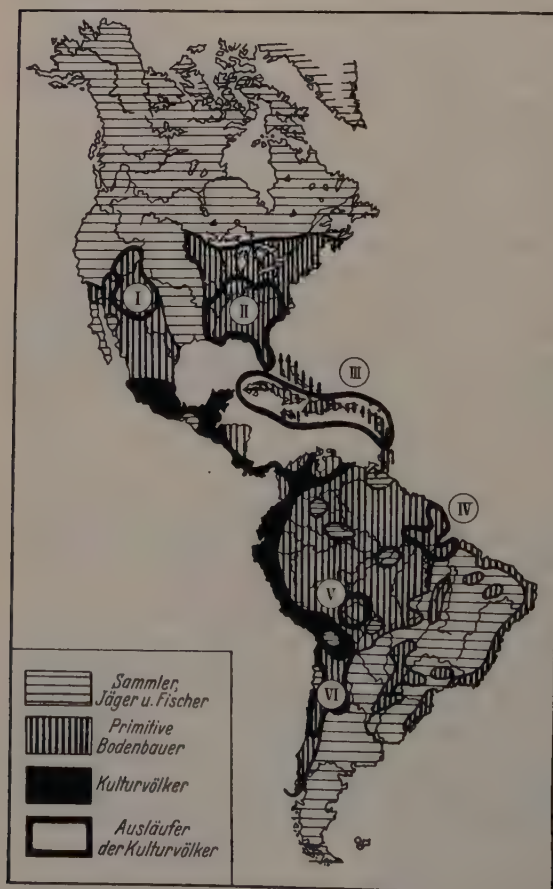 I
II
III
IV
V
VI
Sammler,
Jäger u. Fischer
Primitive
Bodenbauer
Kulturvölker
Ausläufer
der Kulturvölker